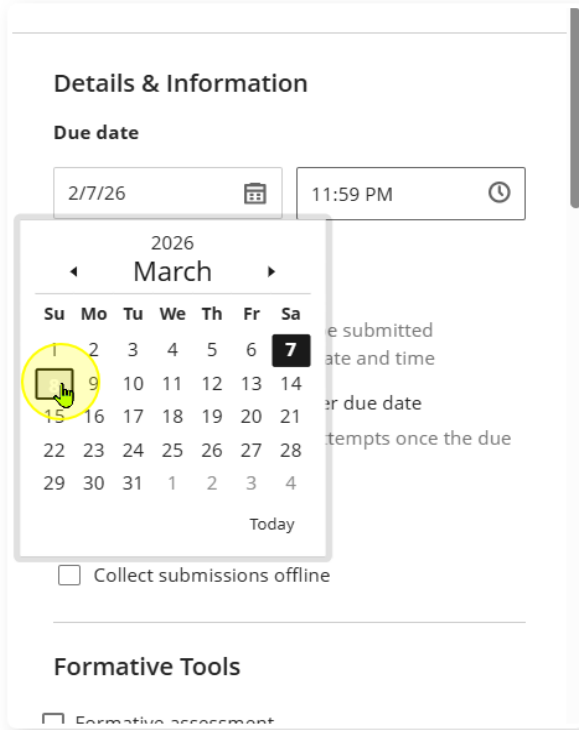 Details & Information
Due date
2/7/26
11:59 PM
2026
March
Su Mo Tu We Th Fr Sa
1 2 3 4 5 6 7
8 9 10 11 12 13 14
15 16 17 18 19 20 21
22 23 24 25 26 27 28
29 30 31 1 2 3 4
Today
submitted
and time
due date
once the due
Collect submissions offline
Formative Tools
Formative assessment